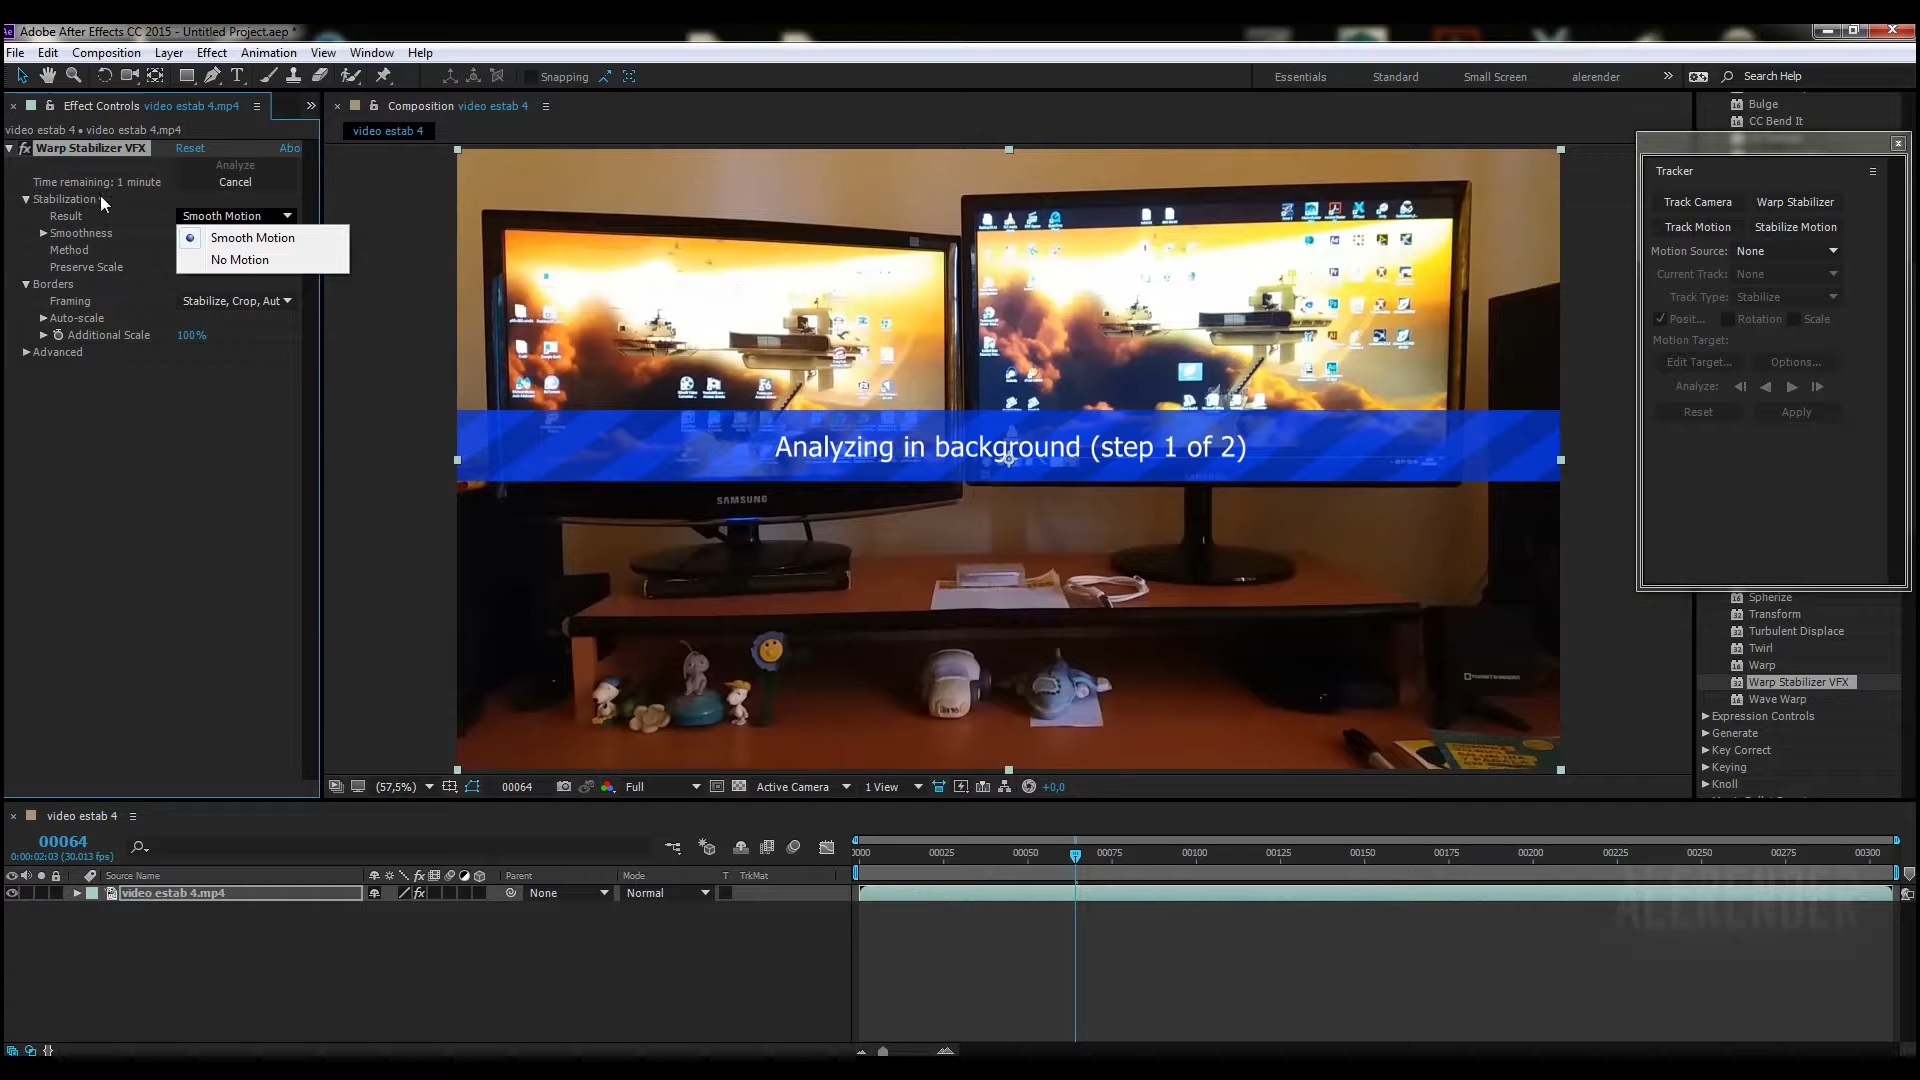 Adobe After Effects CC 2015 - Untitled Project.aep *
File Edit Composition Layer Effect Animation View Window Help
Snapping
Essentials Standard Small Screen alerender Search Help
Effect Controls video estab 4.mp4
video estab 4 • video estab 4.mp4
Warp Stabilizer VFX Reset Abo
Analyze
Time remaining: 1 minute Cancel
Stabilization
Result Smooth Motion
Smoothness
Smooth Motion
Method
No Motion
Preserve Scale
Borders
Framing Stabilize, Crop, Aut
Auto-scale
Additional Scale 100%
Advanced
Composition video estab 4
video estab 4
Analyzing in background (step 1 of 2)
SAMSUNG
(57,5%) 00064 Full Active Camera 1 View +0,0
Bulge
CC Bend It
Tracker
Track Camera Warp Stabilizer
Track Motion Stabilize Motion
Motion Source: None
Current Track: None
Track Type: Stabilize
Posit... Rotation Scale
Motion Target:
Edit Target... Options...
Analyze:
Reset Apply
Spherize
Transform
Turbulent Displace
Twirl
Warp
Warp Stabilizer VFX
Wave Warp
Expression Controls
Generate
Key Correct
Keying
Knoll
video estab 4
00064
0:00:02:03 (30.013 fps)
0000 00025 00050 00075 00100 00125 00150 00175 00200 00225 00250 00275 00300
Source Name Parent Mode T TrkMat
video estab 4.mp4 None Normal
ALERENDER